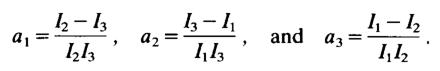 a₁ = (I₂ − I₃) / (I₂I₃) , a₂ = (I₃ − I₁) / (I₁I₃) , and a₃ = (I₁ − I₂) / (I₁I₂) .